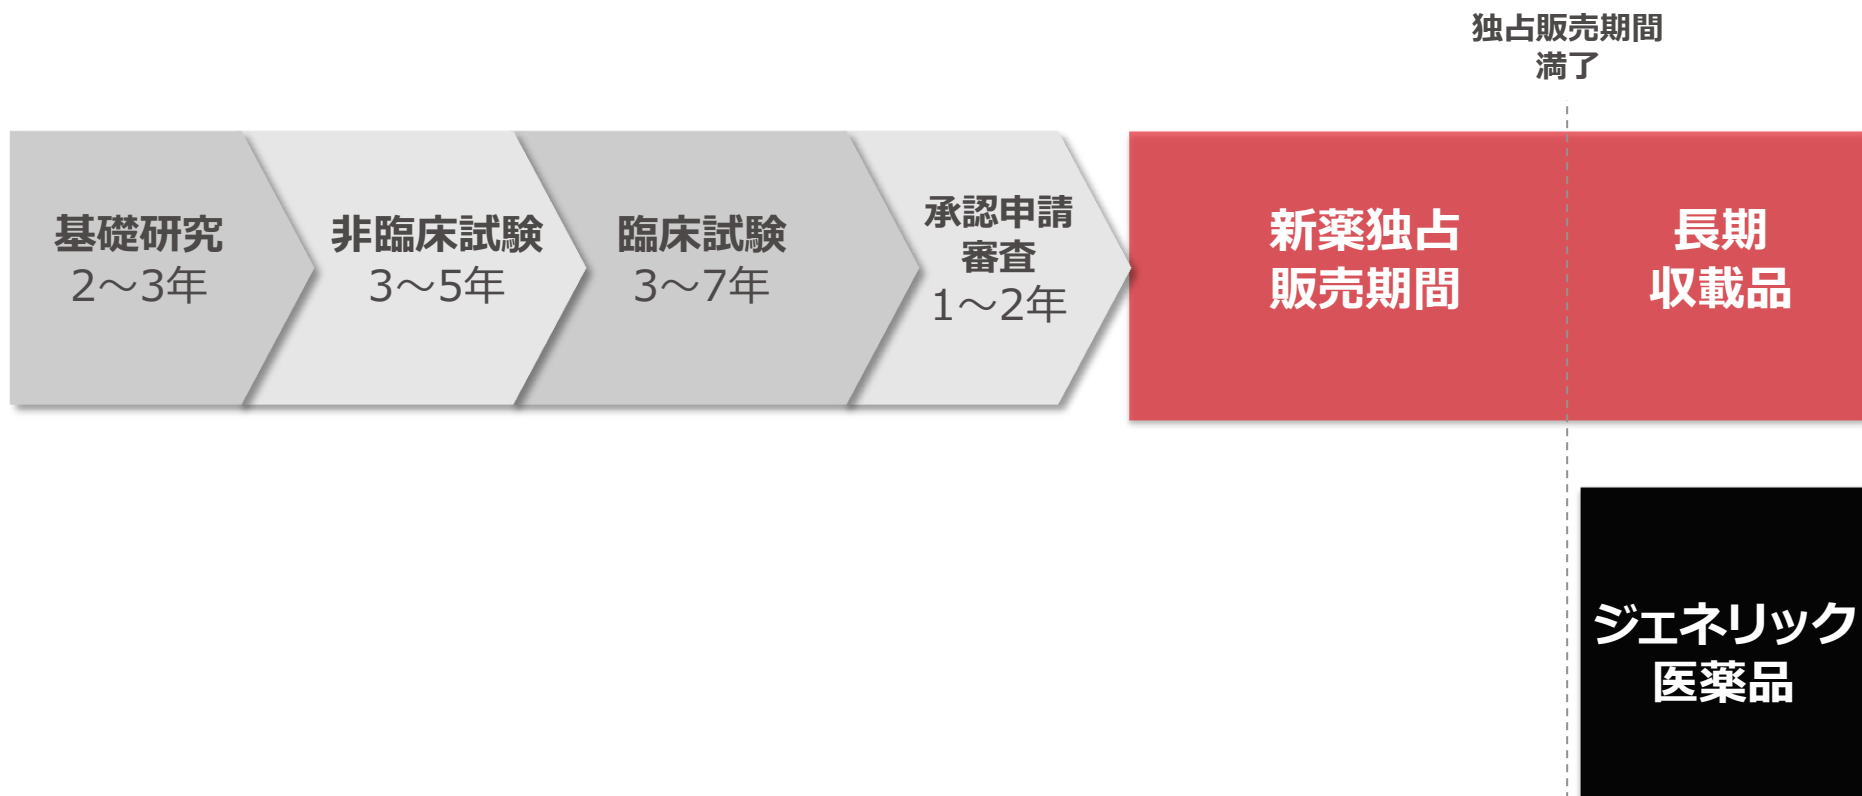 独占販売期間
満了
基礎研究
2～3年
非臨床試験
3～5年
臨床試験
3～7年
承認申請
審査
1～2年
新薬独占
販売期間
長期
収載品
ジェネリック
医薬品